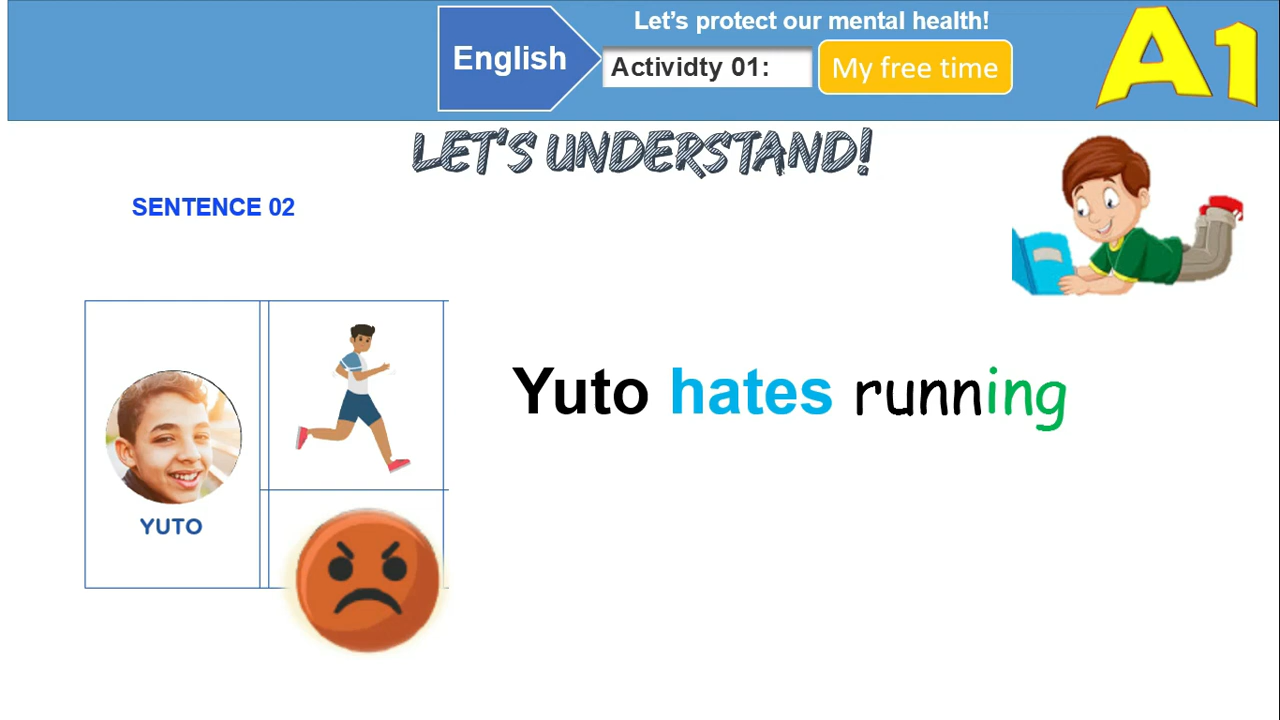 Let's protect our mental health!
English
Actividty 01:
My free time
A1
LET'S UNDERSTAND!
SENTENCE 02
Yuto hates running
YUTO